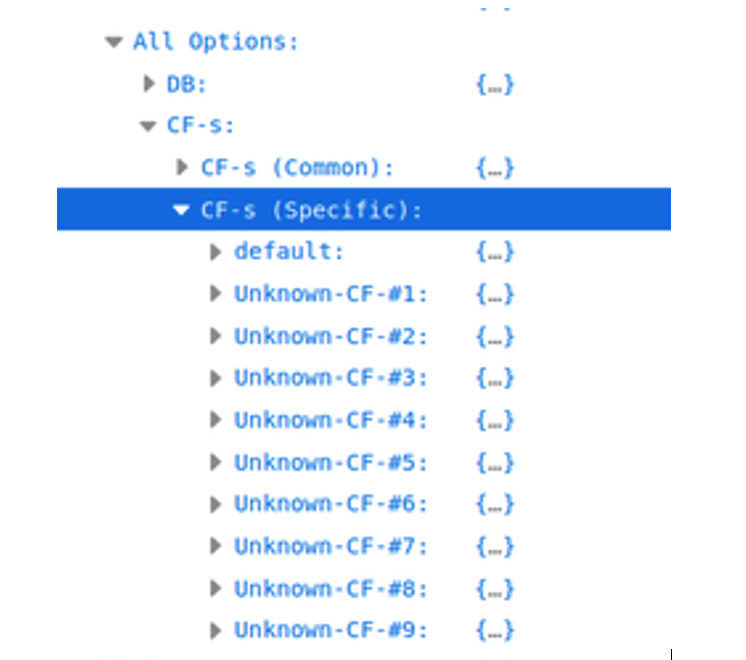 All Options:
DB: {…}
CF-s:
CF-s (Common): {…}
CF-s (Specific):
default: {…}
Unknown-CF-#1: {…}
Unknown-CF-#2: {…}
Unknown-CF-#3: {…}
Unknown-CF-#4: {…}
Unknown-CF-#5: {…}
Unknown-CF-#6: {…}
Unknown-CF-#7: {…}
Unknown-CF-#8: {…}
Unknown-CF-#9: {…}